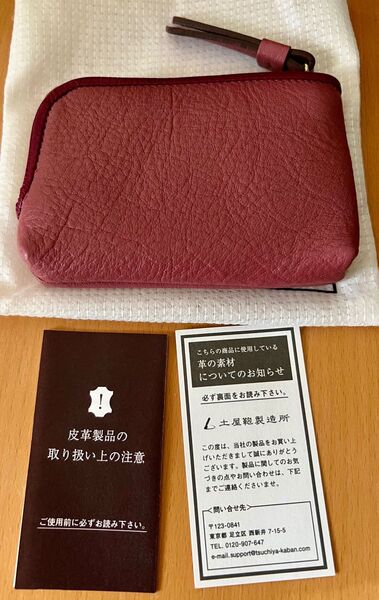 皮革製品の
取り扱い上の注意
ご使用前に必ずお読み下さい。
こちらの商品に使用している
革の素材
についてのお知らせ
必ず裏面をお読み下さい。
土屋鞄製造所
この度は、当社の製品をお買い上
げいただきまして誠にありがとう
ございます。製品に関してのお気
づきの点やお問い合わせは、下記
までご連絡くださいませ。
<問い合せ先>
〒123-0841
東京都 足立区 西新井 7-15-5
TEL. 0120-907-647
e-mail.support@tsuchiya-kaban.com